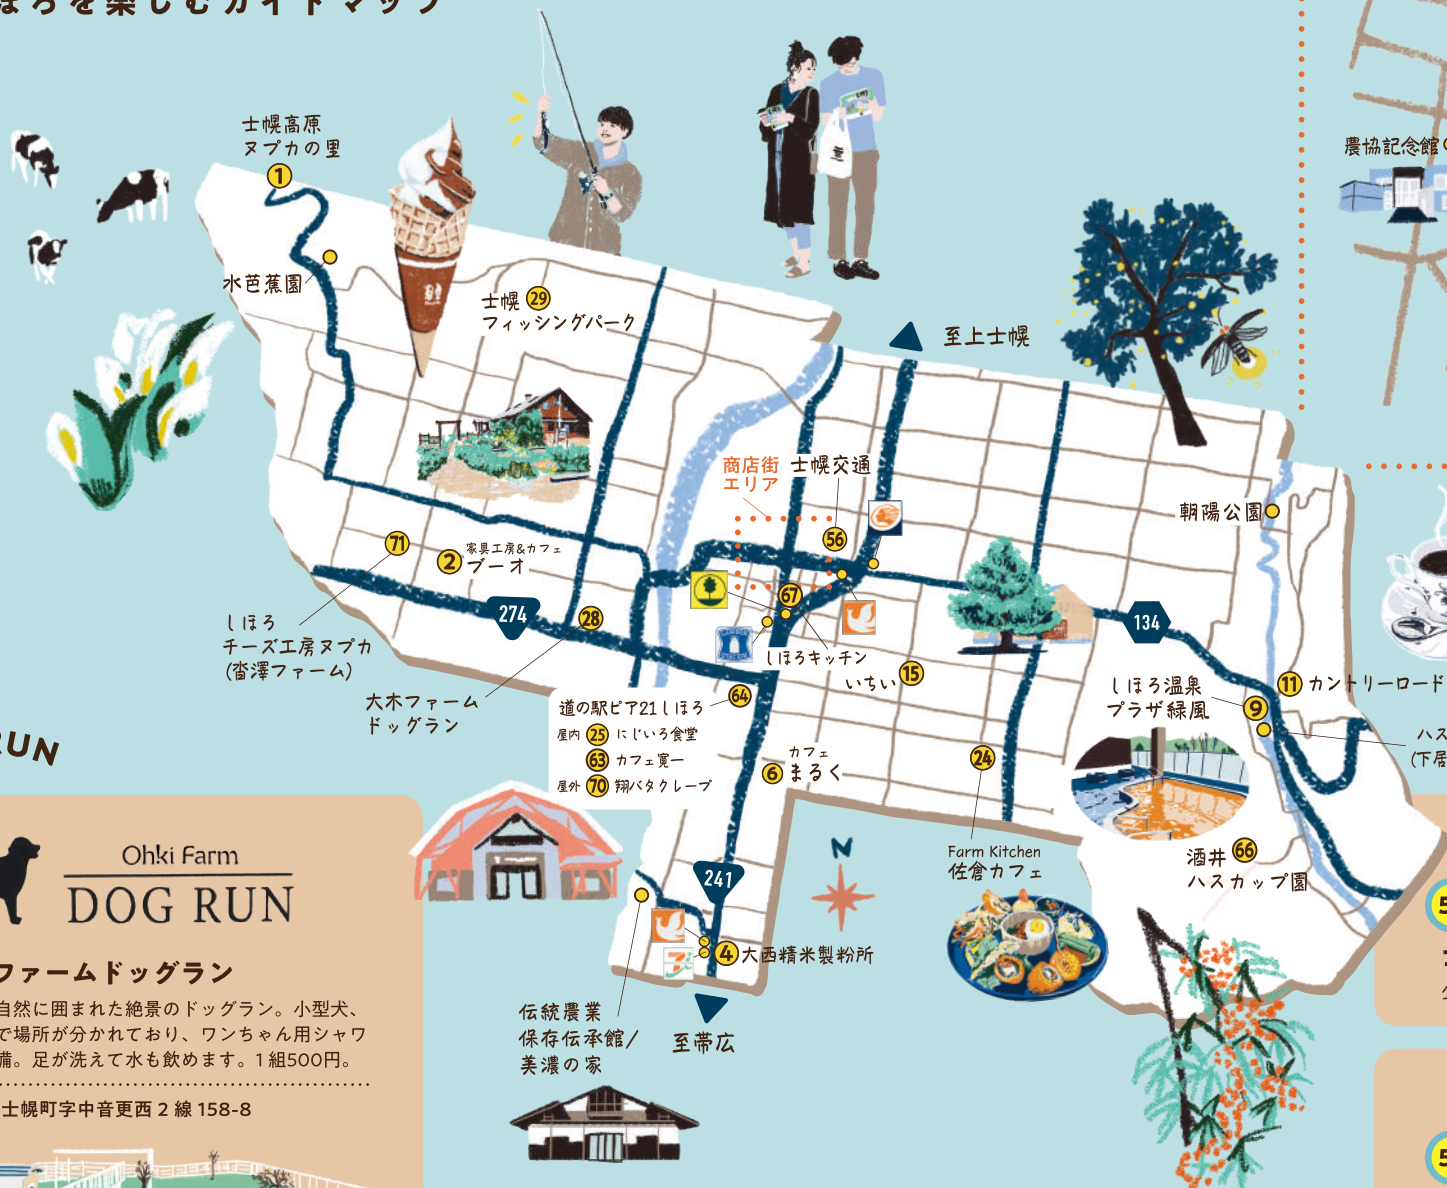 ほろを楽しむガイドマップ
士幌高原
ヌプカの里
1
水芭蕉園
士幌 29
フィッシングパーク
至上士幌
農協記念館
商店街
エリア
士幌交通
56
朝陽公園
71
2 家具工房&カフェ
ブーオ
しほろ
チーズ工房ヌプカ
(沓澤ファーム)
274
28
67
134
しほろキッチン
いちい 15
大木ファーム
ドッグラン
64
道の駅ピア21しほろ
屋内 25 にじいろ食堂
63 カフェ寛一
屋外 70 翔バタクレープ
カフェ
6 まるく
24
しほろ温泉
プラザ緑風
9
11 カントリーロード
ハス
(下居
RUN
Ohki Farm
DOG RUN
ファームドッグラン
自然に囲まれた絶景のドッグラン。小型犬、
で場所が分かれており、ワンちゃん用シャワ
備。足が洗えて水も飲めます。1組500円。
士幌町字中音更西2線158-8
241
N
Farm Kitchen
佐倉カフェ
酒井 66
ハスカップ園
4 大西精米製粉所
伝統農業
保存伝承館/
美濃の家
至帯広
7
5
5